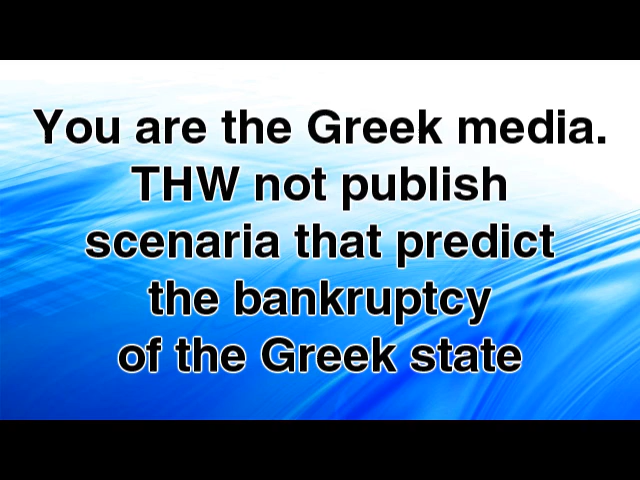 You are the Greek media.
THW not publish
scenaria that predict
the bankruptcy
of the Greek state